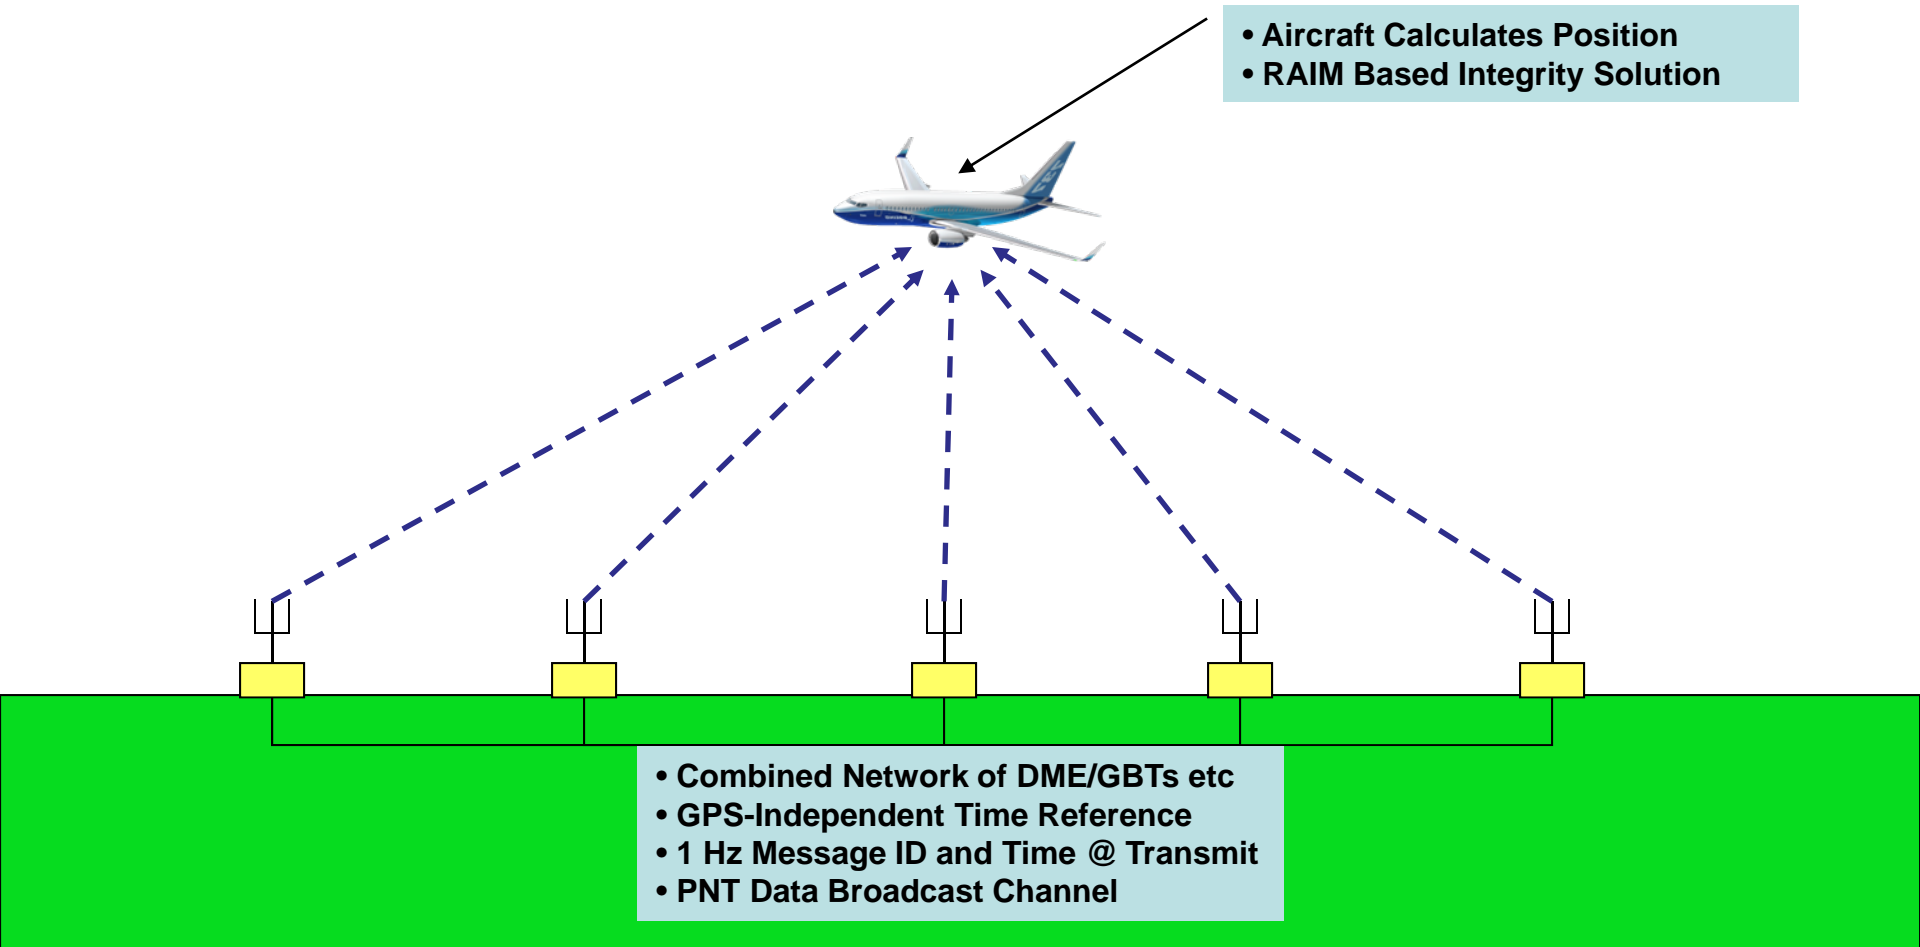 • Aircraft Calculates Position
• RAIM Based Integrity Solution
• Combined Network of DME/GBTs etc
• GPS-Independent Time Reference
• 1 Hz Message ID and Time @ Transmit
• PNT Data Broadcast Channel